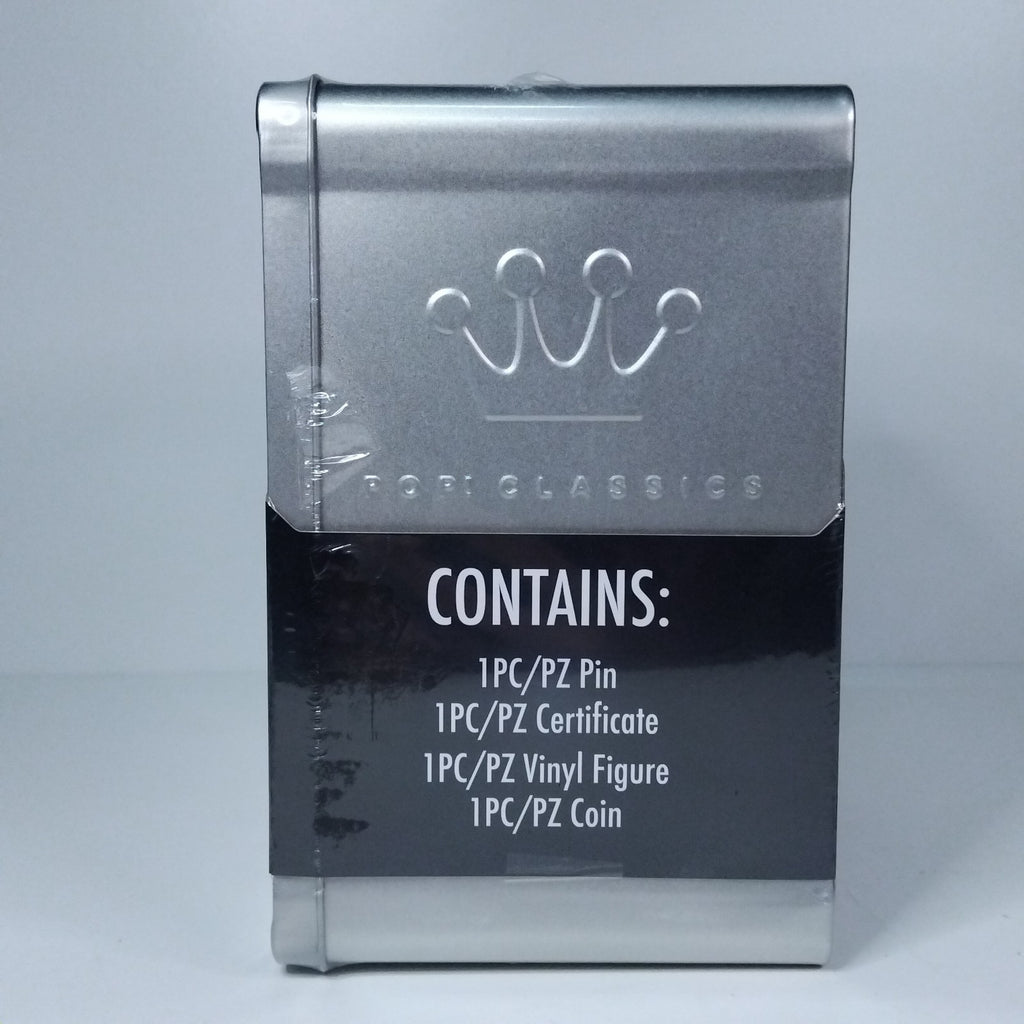 POP! CLASSICS
CONTAINS:
1PC/PZ Pin
1PC/PZ Certificate
1PC/PZ Vinyl Figure
1PC/PZ Coin